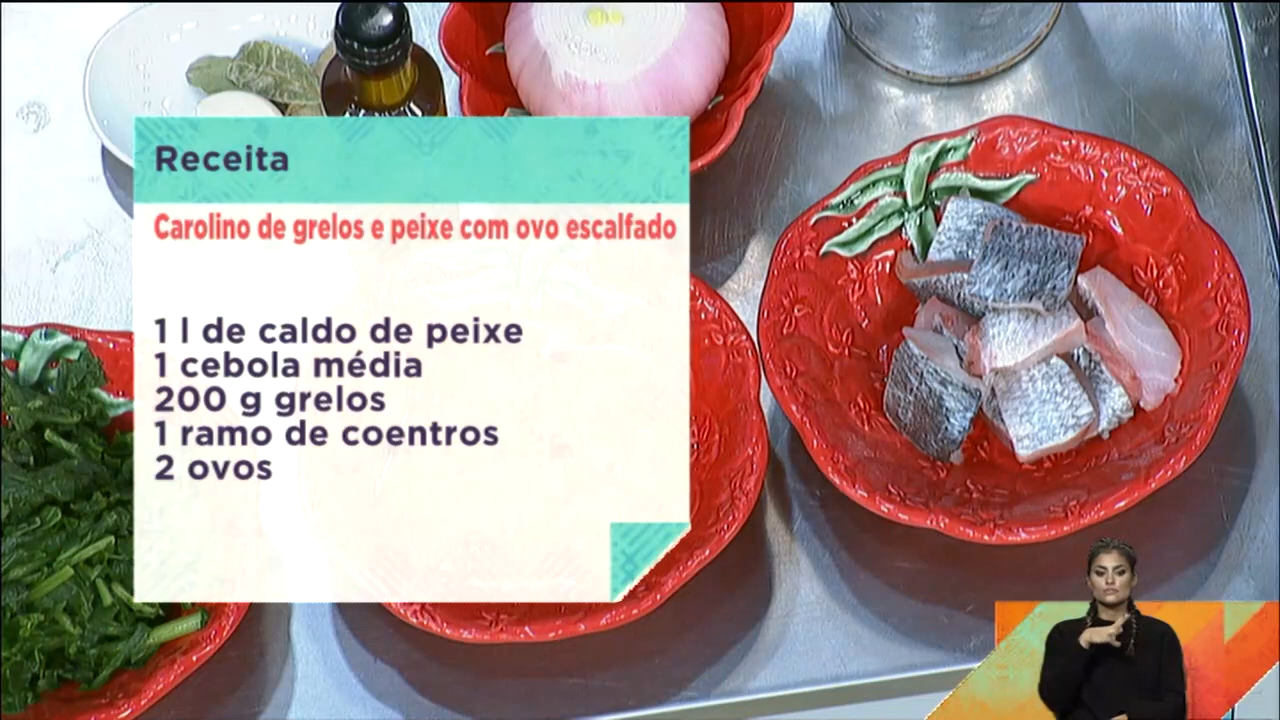 Receita
Carolino de grelos e peixe com ovo escalfado
1 l de caldo de peixe
1 cebola média
200 g grelos
1 ramo de coentros
2 ovos